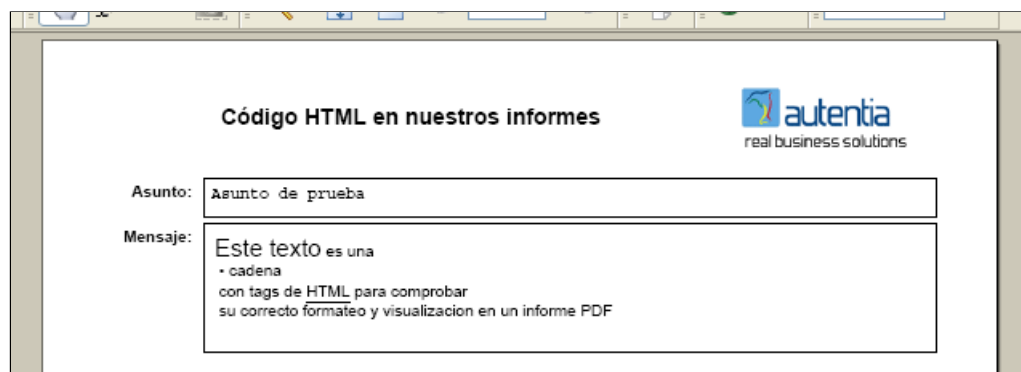 Código HTML en nuestros informes
autentia
real business solutions
Asunto: Asunto de prueba
Mensaje: Este texto es una
• cadena
con tags de HTML para comprobar
su correcto formateo y visualizacion en un informe PDF